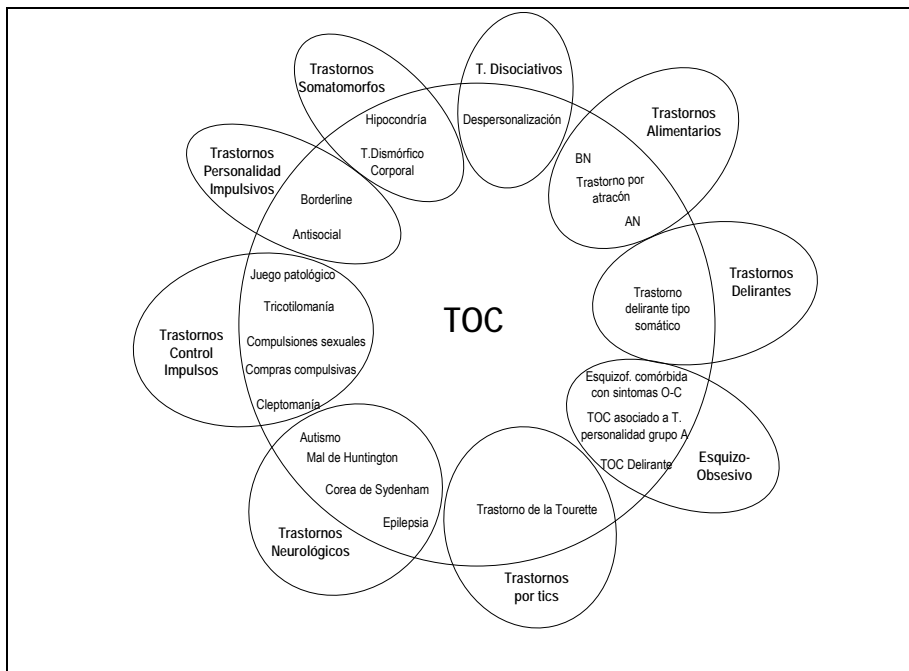 Trastornos
Somatomorfos
Hipocondría
T.Dismórfico
Corporal
T. Disociativos
Despersonalización
Trastornos
Alimentarios
BN
Trastorno por
atracón
AN
Trastornos
Delirantes
Trastorno
delirante tipo
somático
Esquizof. comórbida
con sintomas O-C
TOC asociado a T.
personalidad grupo A
TOC Delirante
Esquizo-
Obsesivo
Trastorno de la Tourette
Trastornos
por tics
Autismo
Mal de Huntington
Corea de Sydenham
Epilepsia
Trastornos
Neurológicos
Trastornos
Control
Impulsos
Juego patológico
Tricotilomanía
Compulsiones sexuales
Compras compulsivas
Cleptomanía
Trastornos
Personalidad
Impulsivos
Borderline
Antisocial
TOC